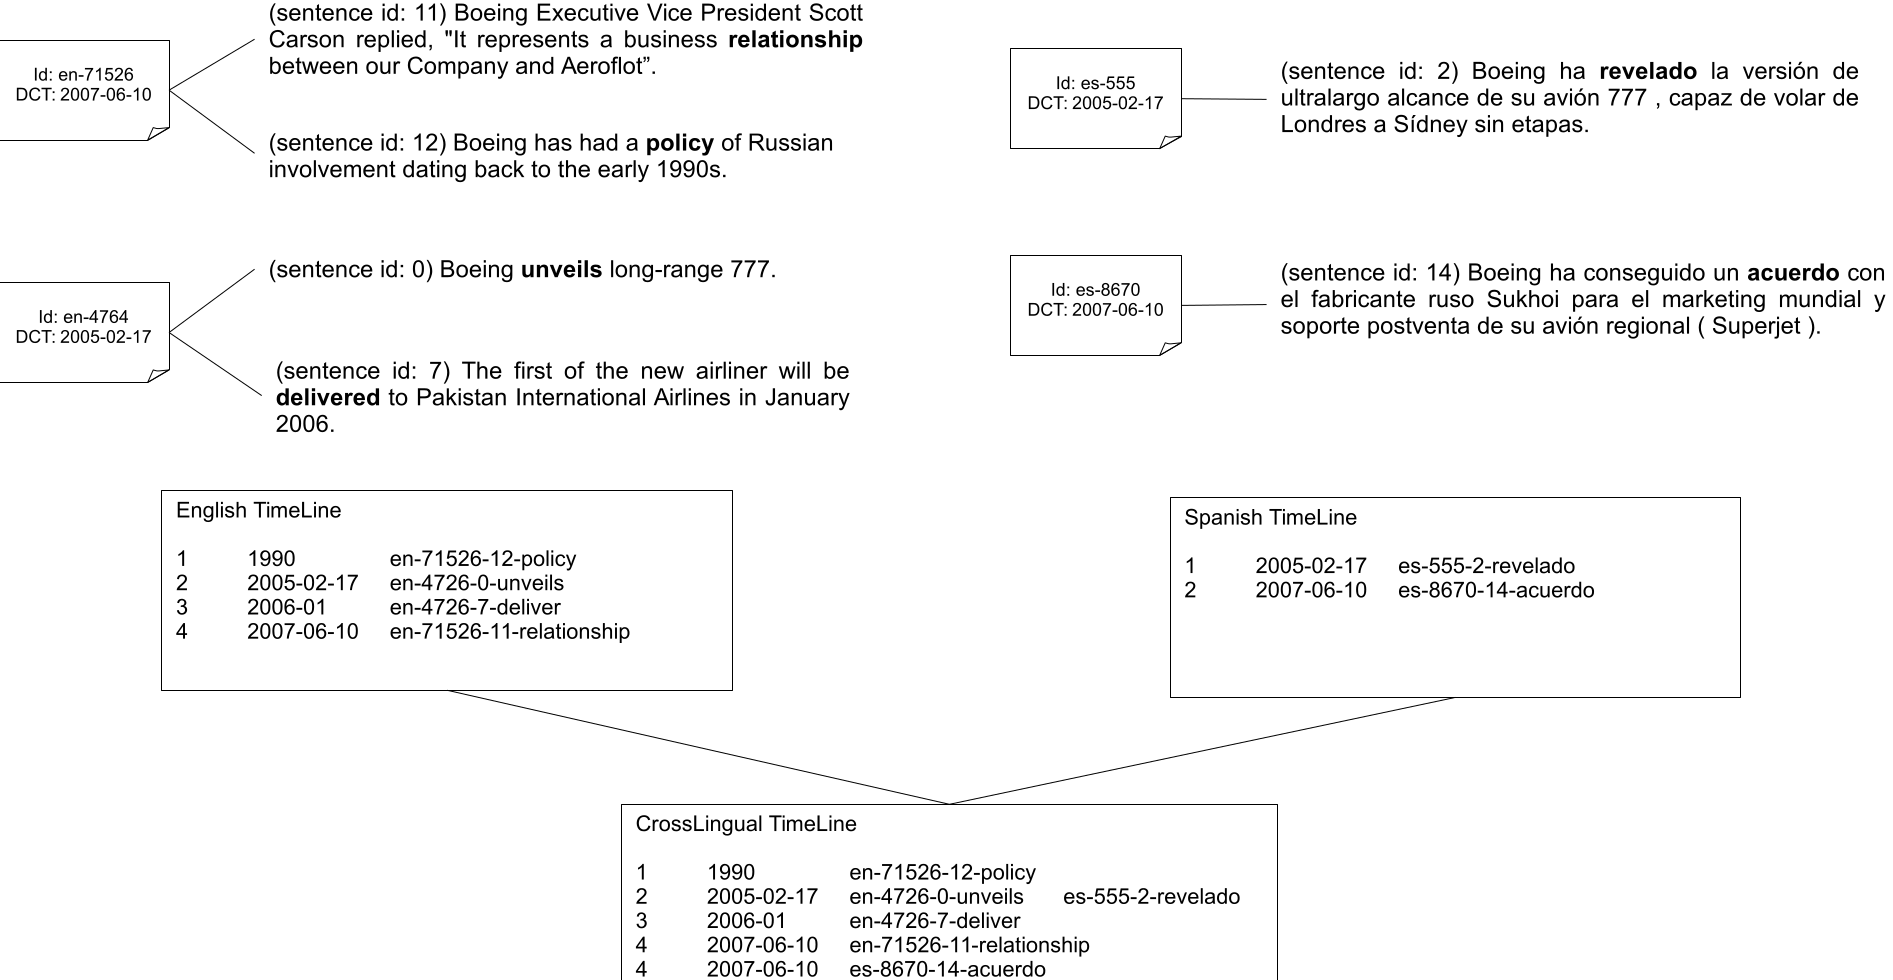 (sentence id: 11) Boeing Executive Vice President Scott
Carson replied, "It represents a business relationship
between our Company and Aeroflot”.
Id: en-71526
DCT: 2007-06-10
(sentence id: 12) Boeing has had a policy of Russian
involvement dating back to the early 1990s.
Id: es-555
DCT: 2005-02-17
(sentence id: 2) Boeing ha revelado la versión de
ultralargo alcance de su avión 777 , capaz de volar de
Londres a Sídney sin etapas.
(sentence id: 0) Boeing unveils long-range 777.
Id: en-4764
DCT: 2005-02-17
(sentence id: 7) The first of the new airliner will be
delivered to Pakistan International Airlines in January
2006.
Id: es-8670
DCT: 2007-06-10
(sentence id: 14) Boeing ha conseguido un acuerdo con
el fabricante ruso Sukhoi para el marketing mundial y
soporte postventa de su avión regional ( Superjet ).
English TimeLine
1 1990 en-71526-12-policy
2 2005-02-17 en-4726-0-unveils
3 2006-01 en-4726-7-deliver
4 2007-06-10 en-71526-11-relationship
Spanish TimeLine
1 2005-02-17 es-555-2-revelado
2 2007-06-10 es-8670-14-acuerdo
CrossLingual TimeLine
1 1990 en-71526-12-policy
2 2005-02-17 en-4726-0-unveils es-555-2-revelado
3 2006-01 en-4726-7-deliver
4 2007-06-10 en-71526-11-relationship
4 2007-06-10 es-8670-14-acuerdo